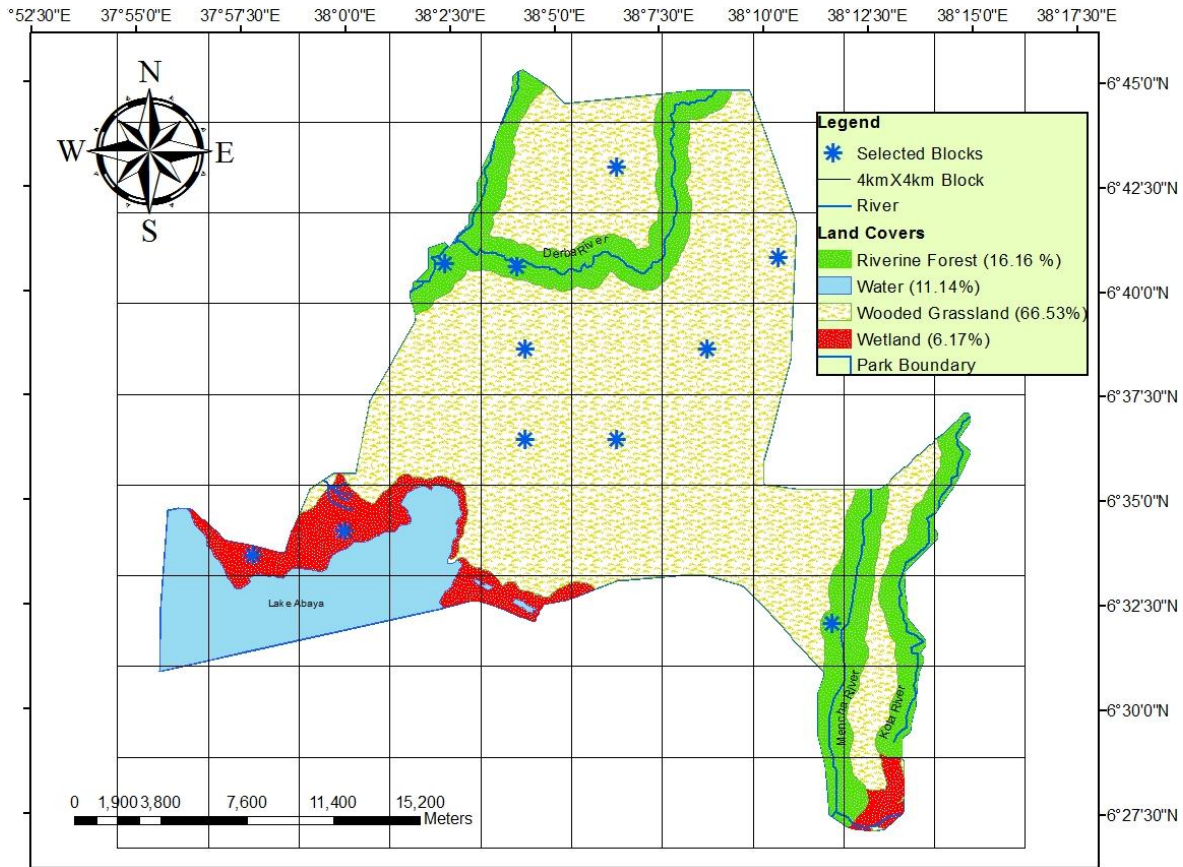 °52'30"E 37°55'0"E 37°57'30"E 38°0'0"E 38°2'30"E 38°5'0"E 38°7'30"E 38°10'0"E 38°12'30"E 38°15'0"E 38°17'30"E
N
W E
S
6°45'0"N
6°42'30"N
6°40'0"N
6°37'30"N
6°35'0"N
6°32'30"N
6°30'0"N
6°27'30"N
Legend
Selected Blocks
4kmX4km Block
River
Land Covers
Riverine Forest (16.16 %)
Water (11.14%)
Wooded Grassland (66.53%)
Wetland (6.17%)
Park Boundary
Derba River
Lake Abaya
Mencha River
Kola River
0 1,900 3,800 7,600 11,400 15,200
Meters